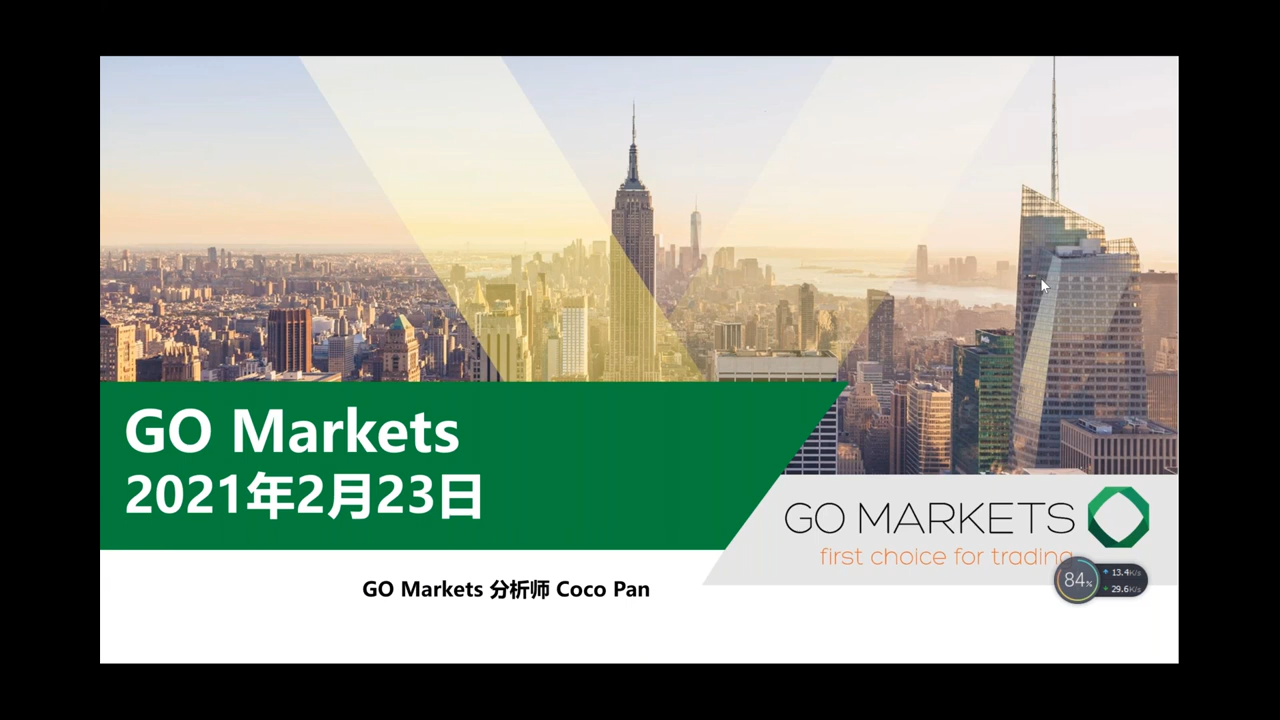 GO Markets
2021年2月23日
GO MARKETS
first choice for trading
GO Markets 分析师 Coco Pan
84%
13.4K/s
29.6K/s